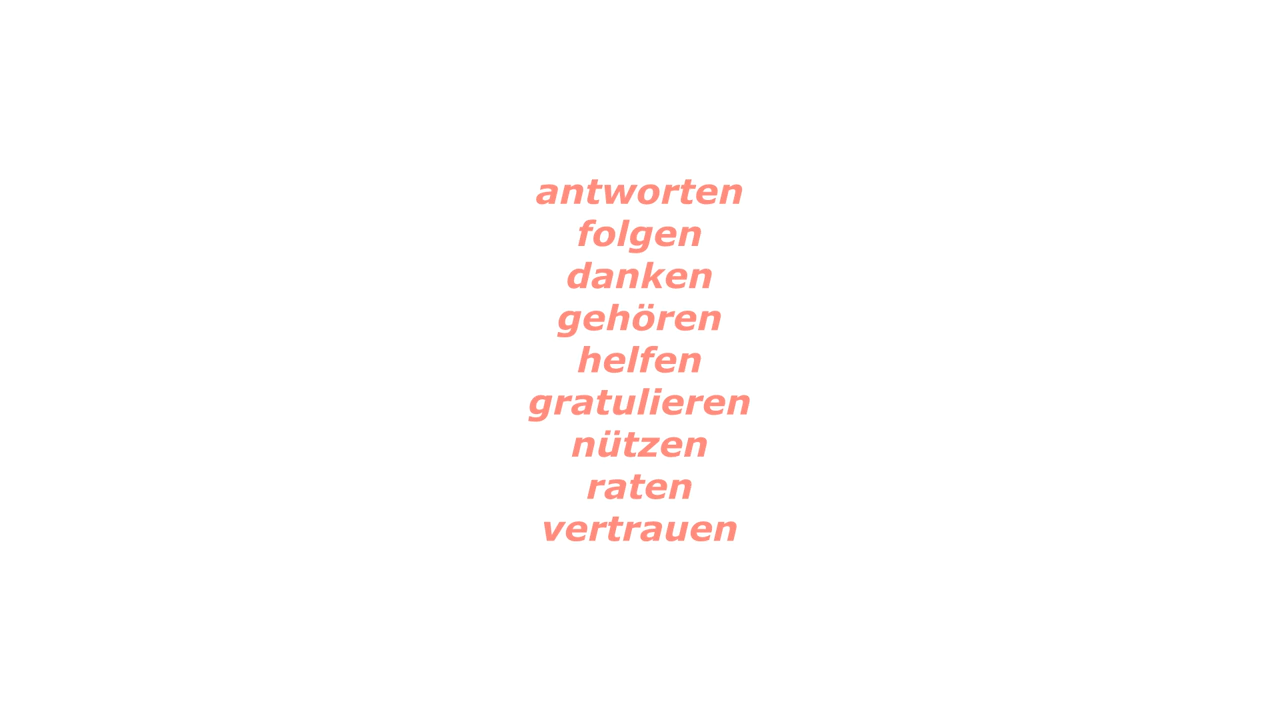 antworten
folgen
danken
gehören
helfen
gratulieren
nützen
raten
vertrauen